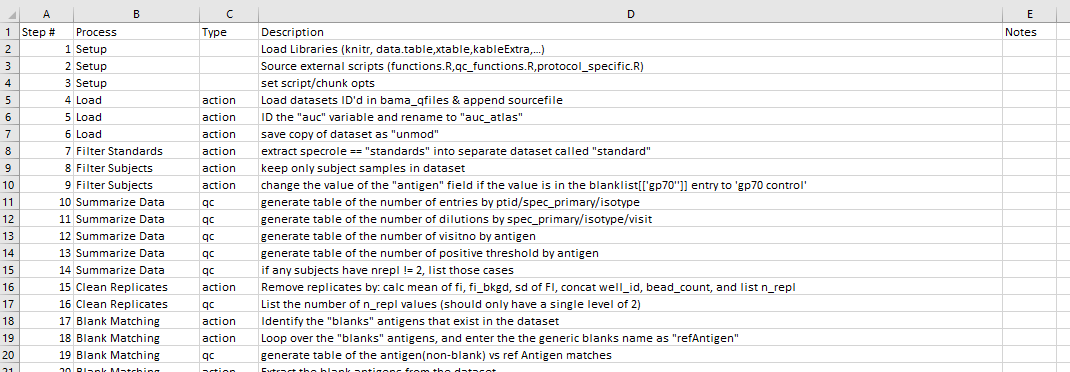 A B C D E
1 Step # Process Type Description Notes
2 1 Setup Load Libraries (knitr, data.table,xtable,kableExtra,...)
3 2 Setup Source external scripts (functions.R,qc_functions.R,protocol_specific.R)
4 3 Setup set script/chunk opts
5 4 Load action Load datasets ID'd in bama_qfiles & append sourcefile
6 5 Load action ID the "auc" variable and rename to "auc_atlas"
7 6 Load action save copy of dataset as "unmod"
8 7 Filter Standards action extract specrole == "standards" into separate dataset called "standard"
9 8 Filter Subjects action keep only subject samples in dataset
10 9 Filter Subjects action change the value of the "antigen" field if the value is in the blanklist[['gp70'']] entry to 'gp70 control'
11 10 Summarize Data qc generate table of the number of entries by ptid/spec_primary/isotype
12 11 Summarize Data qc generate table of the number of dilutions by spec_primary/isotype/visit
13 12 Summarize Data qc generate table of the number of visitno by antigen
14 13 Summarize Data qc generate table of the number of positive threshold by antigen
15 14 Summarize Data qc if any subjects have nrepl != 2, list those cases
16 15 Clean Replicates action Remove replicates by: calc mean of fi, fi_bkgd, sd of FI, concat well_id, bead_count, and list n_repl
17 16 Clean Replicates qc List the number of n_repl values (should only have a single level of 2)
18 17 Blank Matching action Identify the "blanks" antigens that exist in the dataset
19 18 Blank Matching action Loop over the "blanks" antigens, and enter the the generic blanks name as "refAntigen"
20 19 Blank Matching qc generate table of the antigen(non-blank) vs ref Antigen matches
21 20 Blank Matching action Extract the blank antigens from the dataset